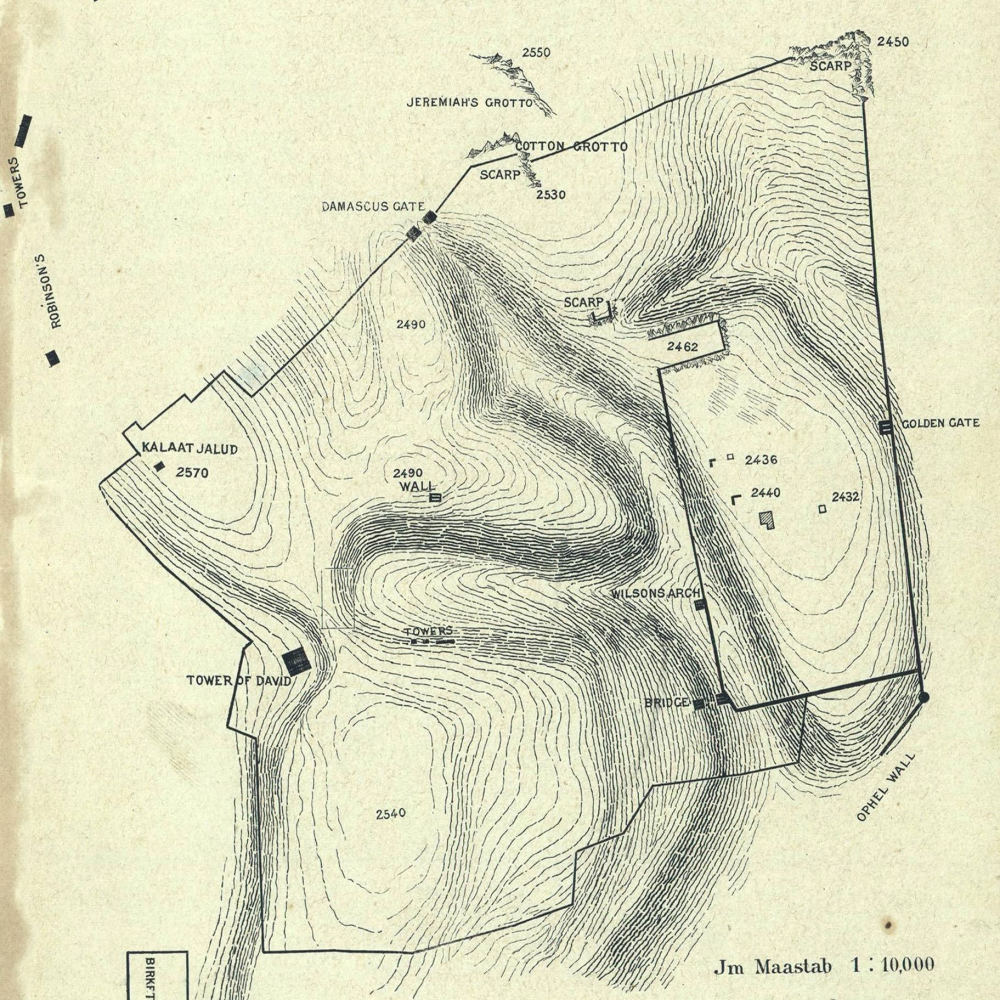 2450
SCARP
2550
JEREMIAH'S GROTTO
COTTON GROTTO
SCARP
2530
TOWERS
ROBINSON'S
DAMASCUS GATE
SCARP
2490
2462
GOLDEN GATE
KALAAT JALUD
2570
2490
WALL
2436
2440
2432
WILSONS ARCH
TOWERS
TOWER OF DAVID
BRIDGE
OPHEL WALL
2540
BIRKET
Jm Maastab 1:10,000